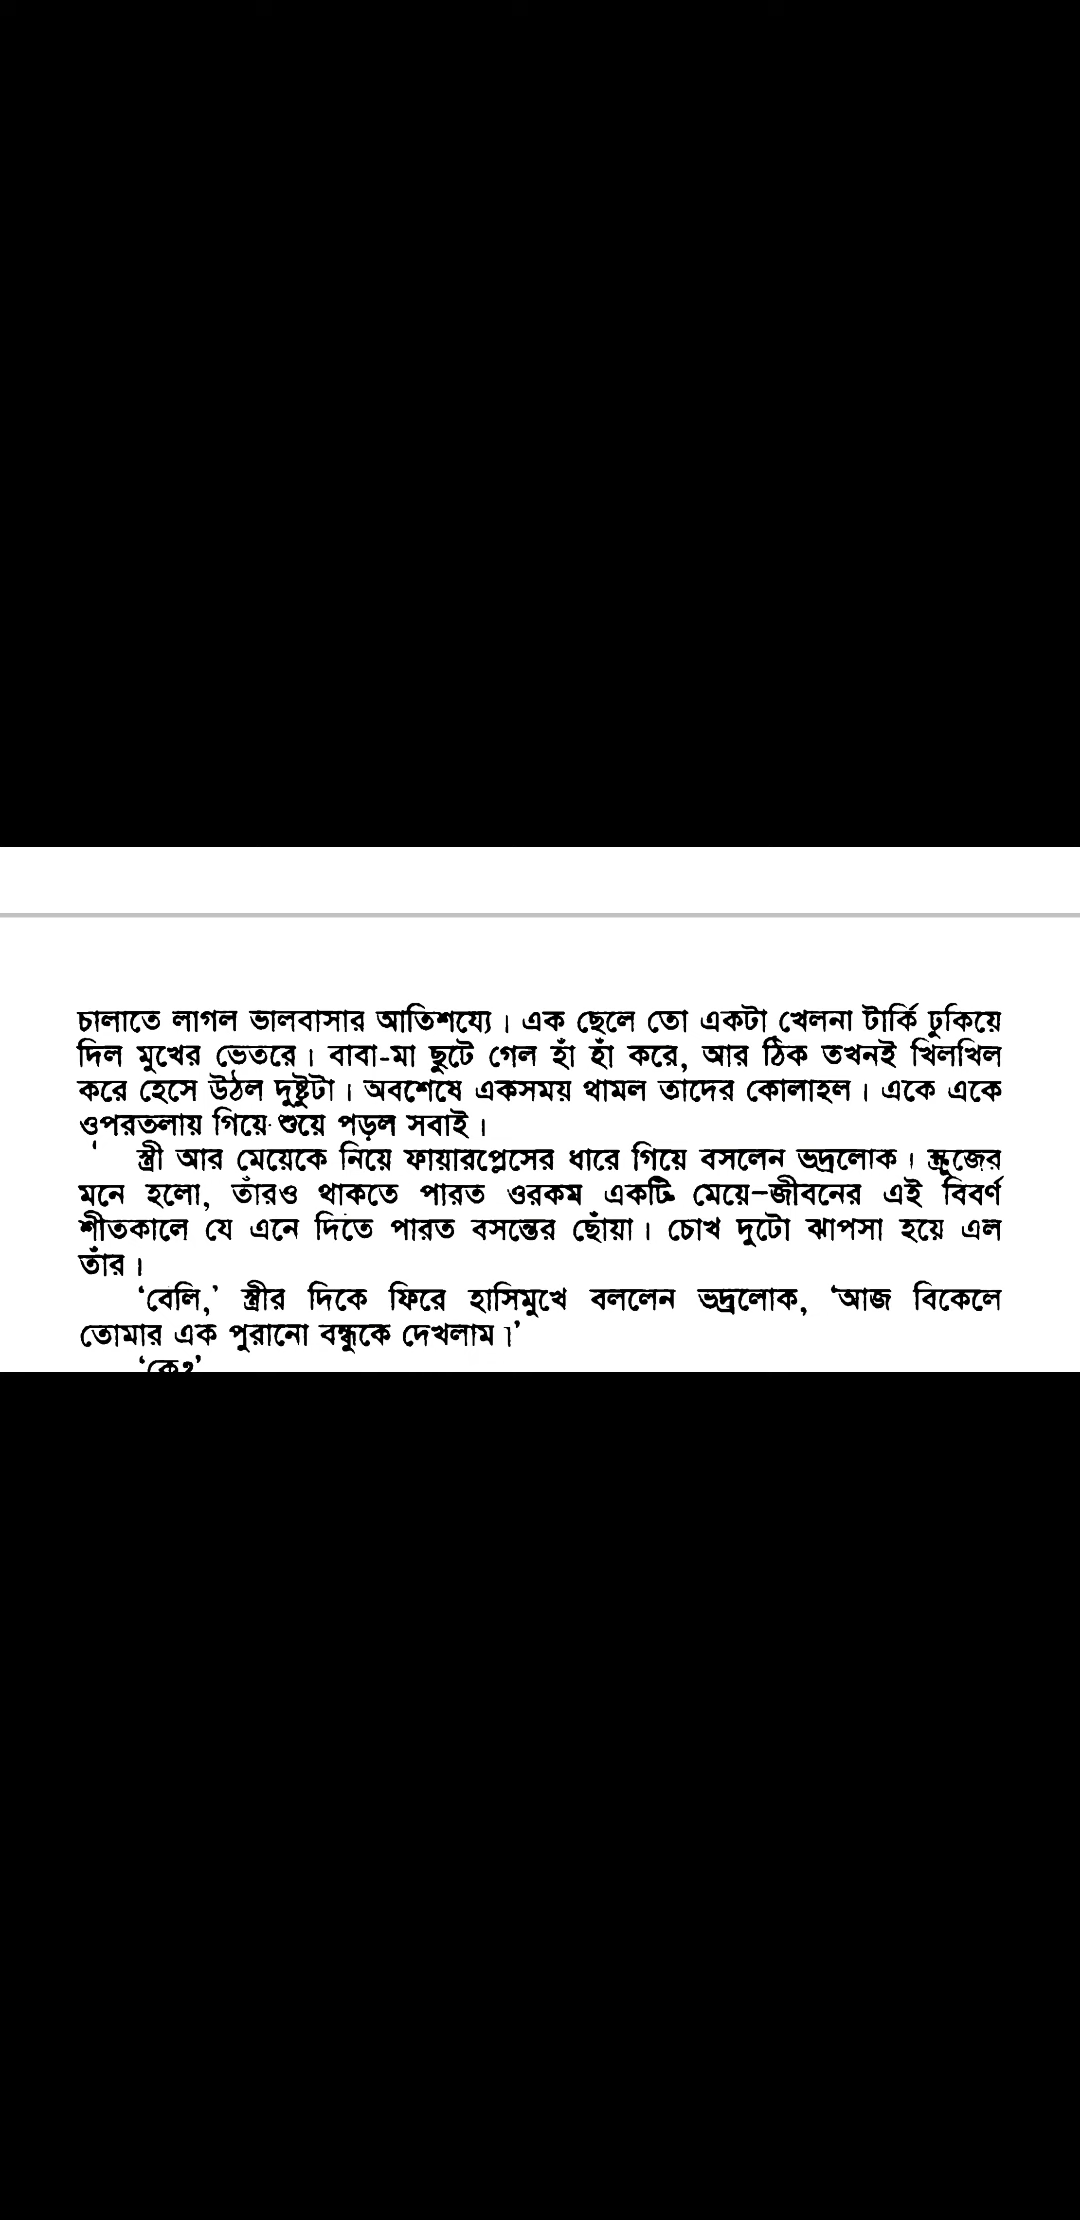 চালাতে লাগল ভালবাসার আতিশয্যে। এক ছেলে তো একটা খেলনা টার্কি ঢুকিয়ে
দিল মুখের ভেতরে। বাবা-মা ছুটে গেল হাঁ হাঁ করে, আর ঠিক তখনই খিলখিল
করে হেসে উঠল দুষ্টুটা। অবশেষে একসময় থামল তাদের কোলাহল। একে একে
ওপরতলায় গিয়ে শুয়ে পড়ল সবাই।
স্ত্রী আর মেয়েকে নিয়ে ফায়ারপ্লেসের ধারে গিয়ে বসলেন ভদ্রলোক। স্ক্রুজের
মনে হলো, তাঁরও থাকতে পারত ওরকম একটি মেয়ে–জীবনের এই বিবর্ণ
শীতকালে যে এনে দিতে পারত বসন্তের ছোঁয়া। চোখ দুটো ঝাপসা হয়ে এল
তাঁর।
‘বেলি,’ স্ত্রীর দিকে ফিরে হাসিমুখে বললেন ভদ্রলোক, ‘আজ বিকেলে
তোমার এক পুরানো বন্ধুকে দেখলাম।’
‘কে?’